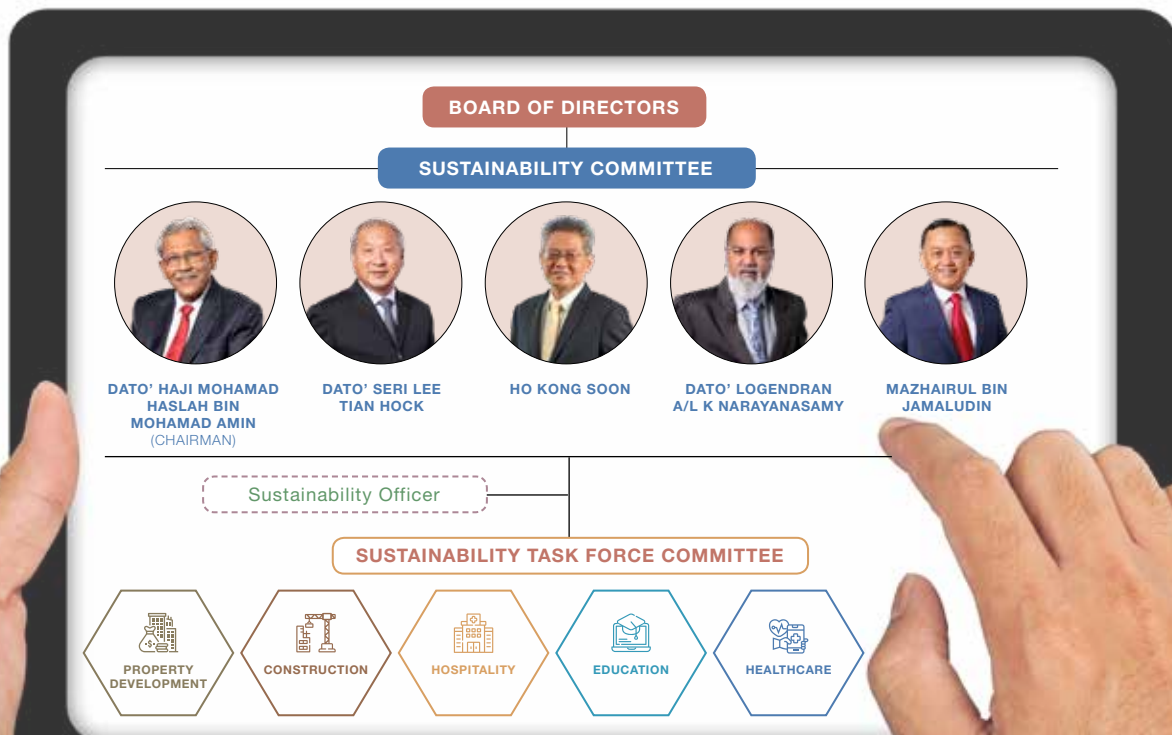 BOARD OF DIRECTORS
SUSTAINABILITY COMMITTEE
DATO’ HAJI MOHAMAD
HASLAH BIN
MOHAMAD AMIN
(CHAIRMAN)
DATO’ SERI LEE
TIAN HOCK
HO KONG SOON
DATO’ LOGENDRAN
A/L K NARAYANASAMY
MAZHAIRUL BIN
JAMALUDIN
Sustainability Officer
SUSTAINABILITY TASK FORCE COMMITTEE
PROPERTY
DEVELOPMENT
CONSTRUCTION
HOSPITALITY
EDUCATION
HEALTHCARE